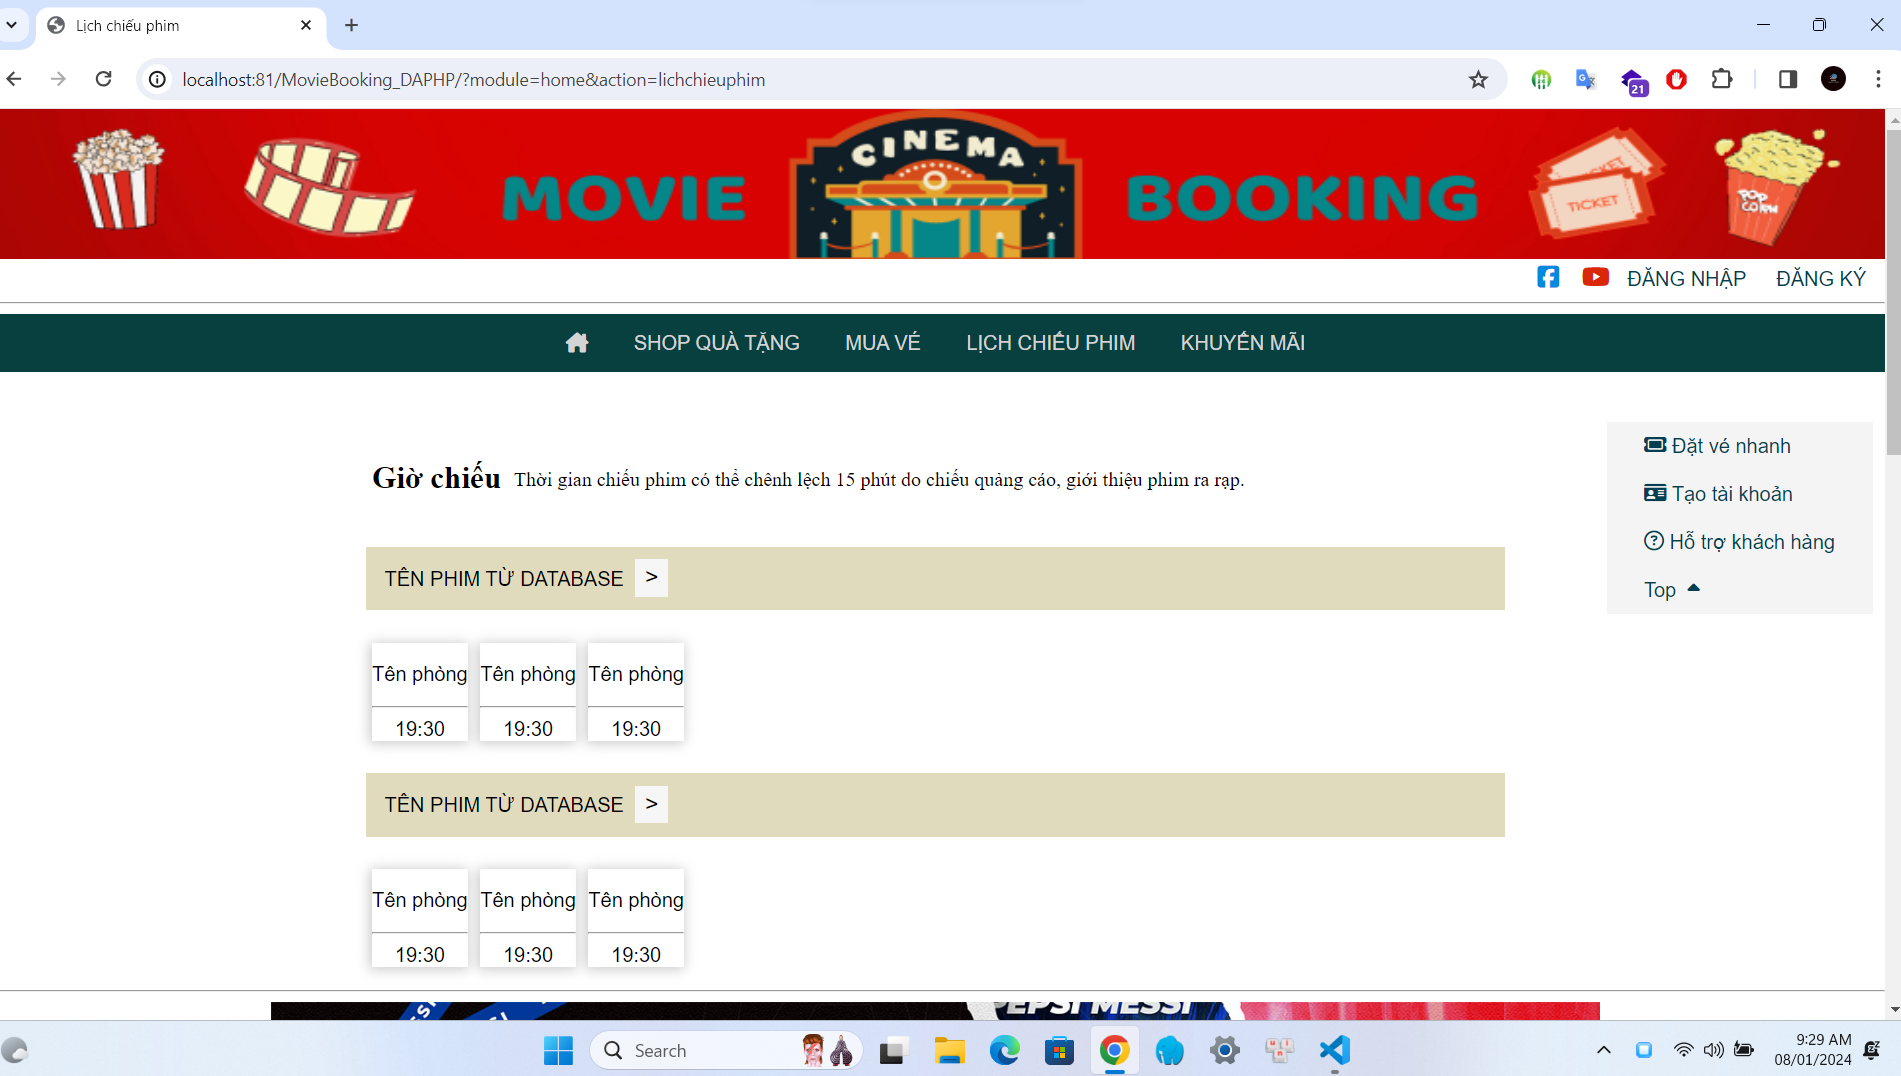 Lịch chiếu phim
localhost:81/MovieBooking_DAPHP/?module=home&action=lichchieuphim
21
MOVIE CINEMA BOOKING
TICKET
TICKET
POP CORN
ĐĂNG NHẬP ĐĂNG KÝ
SHOP QUÀ TẶNG MUA VÉ LỊCH CHIẾU PHIM KHUYẾN MÃI
Đặt vé nhanh
Tạo tài khoản
Hỗ trợ khách hàng
Top
Giờ chiếu Thời gian chiếu phim có thể chênh lệch 15 phút do chiếu quảng cáo, giới thiệu phim ra rạp.
TÊN PHIM TỪ DATABASE >
Tên phòng Tên phòng Tên phòng
19:30 19:30 19:30
TÊN PHIM TỪ DATABASE >
Tên phòng Tên phòng Tên phòng
19:30 19:30 19:30
PEPSI MESSI
Search
9:29 AM
08/01/2024